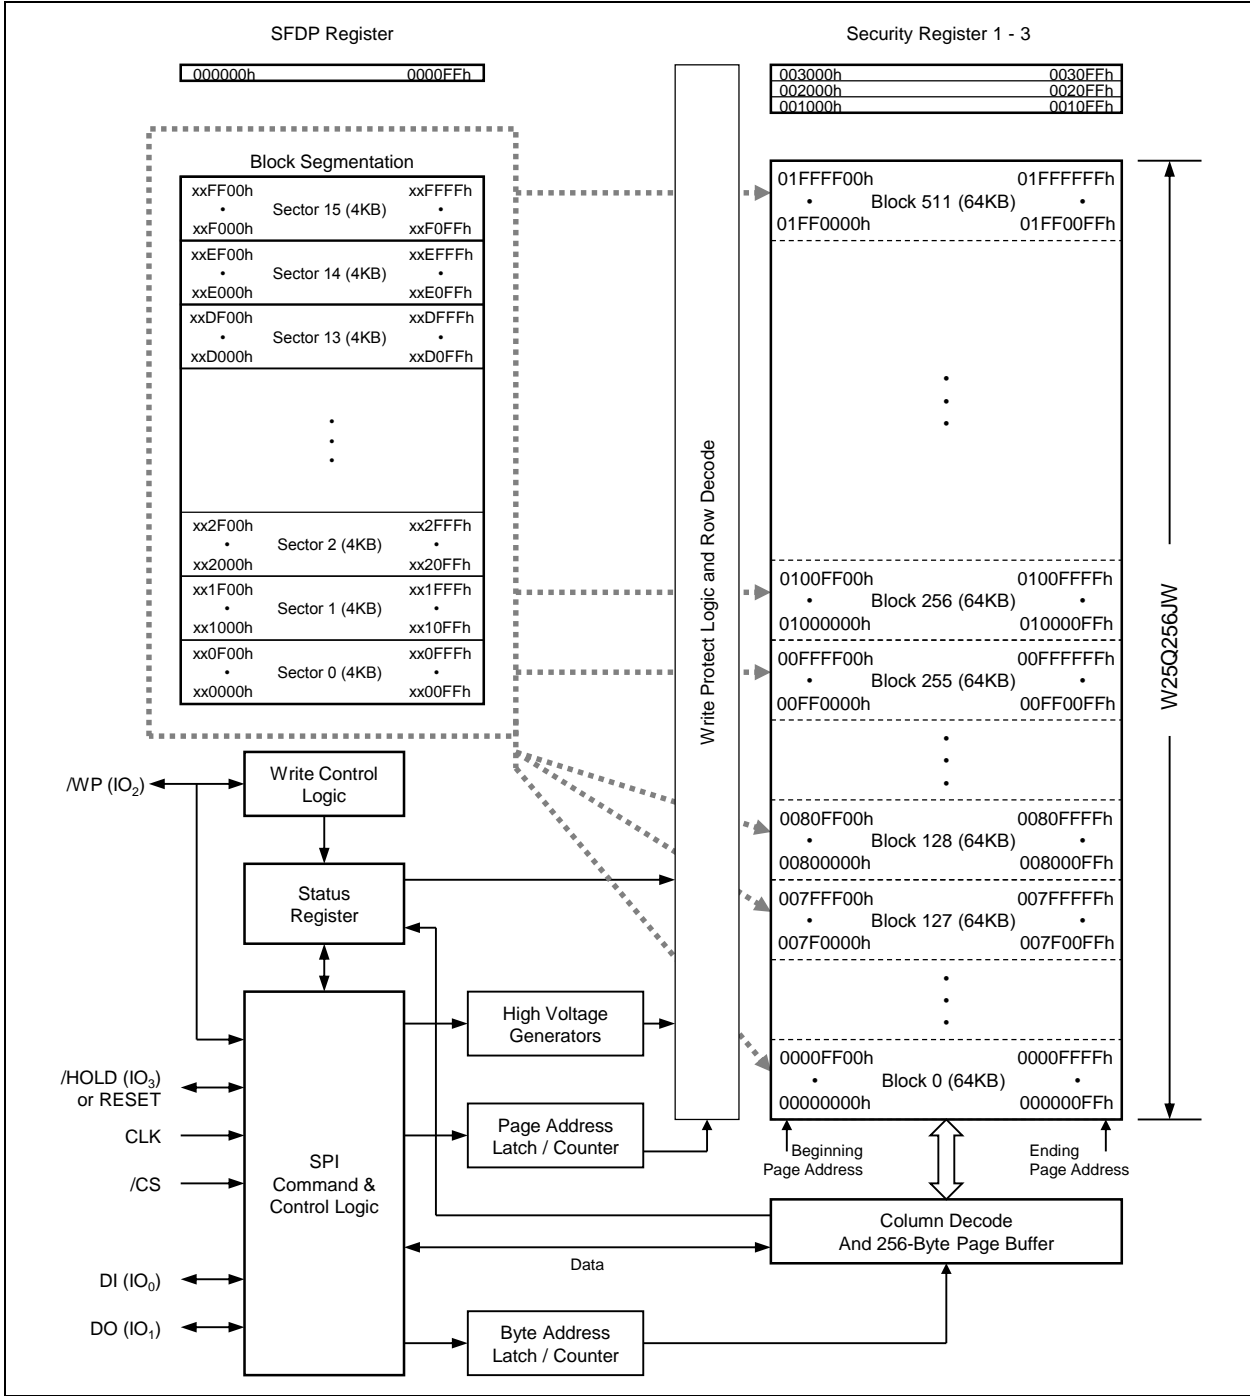 SFDP Register
000000h 0000FFh
Security Register 1 - 3
003000h 0030FFh
002000h 0020FFh
001000h 0010FFh
Block Segmentation
xxFF00h xxFFFFh
• Sector 15 (4KB) •
xxF000h xxF0FFh
xxEF00h xxEFFFh
• Sector 14 (4KB) •
xxE000h xxE0FFh
xxDF00h xxDFFFh
• Sector 13 (4KB) •
xxD000h xxD0FFh
xx2F00h xx2FFFh
• Sector 2 (4KB) •
xx2000h xx20FFh
xx1F00h xx1FFFh
• Sector 1 (4KB) •
xx1000h xx10FFh
xx0F00h xx0FFFh
• Sector 0 (4KB) •
xx0000h xx00FFh
Write Protect Logic and Row Decode
01FFFF00h 01FFFFFFh
• Block 511 (64KB) •
01FF0000h 01FF00FFh
0100FF00h 0100FFFFh
• Block 256 (64KB) •
01000000h 010000FFh
00FFFF00h 00FFFFFFh
• Block 255 (64KB) •
00FF0000h 00FF00FFh
0080FF00h 0080FFFFh
• Block 128 (64KB) •
00800000h 008000FFh
007FFF00h 007FFFFFh
• Block 127 (64KB) •
007F0000h 007F00FFh
0000FF00h 0000FFFFh
• Block 0 (64KB) •
00000000h 000000FFh
W25Q256JW
Beginning
Page Address
Ending
Page Address
/WP (IO2)
Write Control
Logic
Status
Register
High Voltage
Generators
/HOLD (IO3)
or RESET
CLK
/CS
DI (IO0)
DO (IO1)
SPI
Command &
Control Logic
Page Address
Latch / Counter
Column Decode
And 256-Byte Page Buffer
Data
Byte Address
Latch / Counter